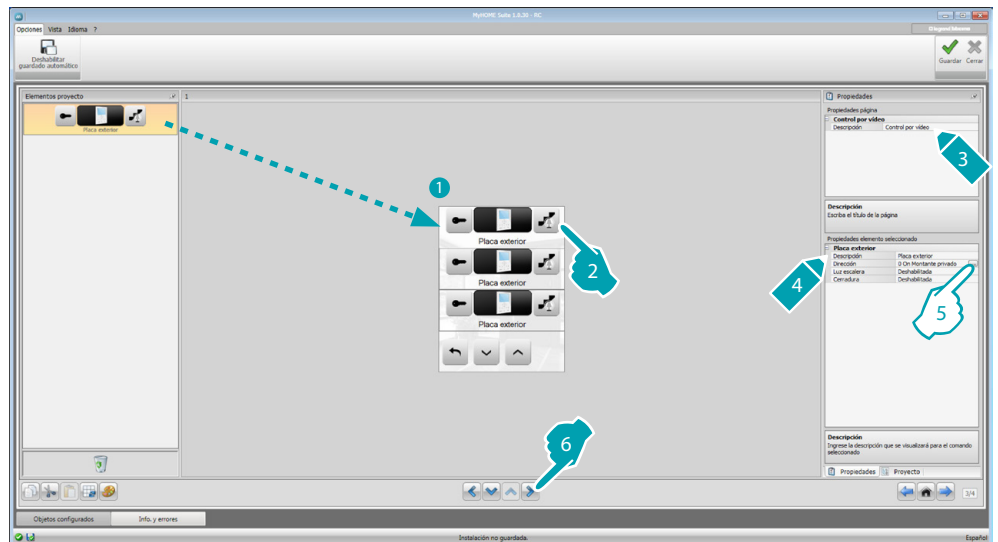 MyHOME Suite 1.0.20 - RC
Opciones Vista Idioma ?
Deshabilitar
guardado automático
Guardar Cerrar
Elementos proyecto
1
Placa exterior
1
Placa exterior
2
Placa exterior
Placa exterior
6
Propiedades
Propiedades página
Control por vídeo
Descripción Control por vídeo
3
Descripción
Escriba el título de la página
Propiedades elemento seleccionado
Placa exterior
Descripción Placa exterior
Dirección 0 On Montante privado ...
Luz escalera Deshabilitada
Cerradura Deshabilitada
4
5
Descripción
Ingrese la descripción que se visualizará para el comando
seleccionado
Propiedades Proyecto
3/4
Objetos configurados Info. y errores
Instalación no guardada.
Español